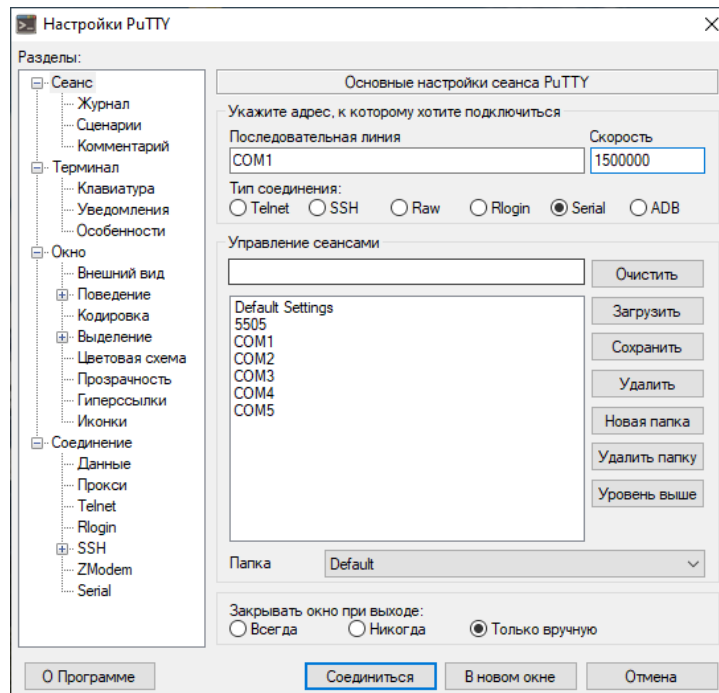 Настройки PuTTY
Разделы:
Сеанс
Журнал
Сценарии
Комментарий
Терминал
Клавиатура
Уведомления
Особенности
Окно
Внешний вид
Поведение
Кодировка
Выделение
Цветовая схема
Прозрачность
Гиперссылки
Иконки
Соединение
Данные
Прокси
Telnet
Rlogin
SSH
ZModem
Serial
Основные настройки сеанса PuTTY
Укажите адрес, к которому хотите подключиться
Последовательная линия Скорость
COM1 1500000
Тип соединения:
Telnet SSH Raw Rlogin Serial ADB
Управление сеансами
Очистить
Default Settings
5505
COM1
COM2
COM3
COM4
COM5
Загрузить
Сохранить
Удалить
Новая папка
Удалить папку
Уровень выше
Папка Default
Закрывать окно при выходе:
Всегда Никогда Только вручную
О Программе Соединиться В новом окне Отмена